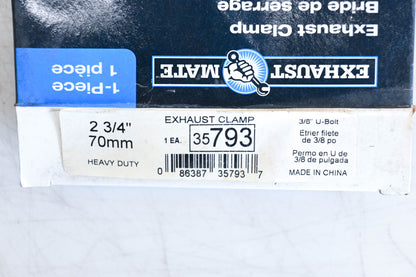 Bride de serrage
Exhaust Clamp
EXHAUST MATE
1-Piece
1 pièce
2 3/4"
70mm
HEAVY DUTY
EXHAUST CLAMP
1 EA. 35793
0 86387 35793 7
3/8" U-Bolt
Etrier filete
de 3/8 po
Permo en U de
3/8 de pulgada
MADE IN CHINA